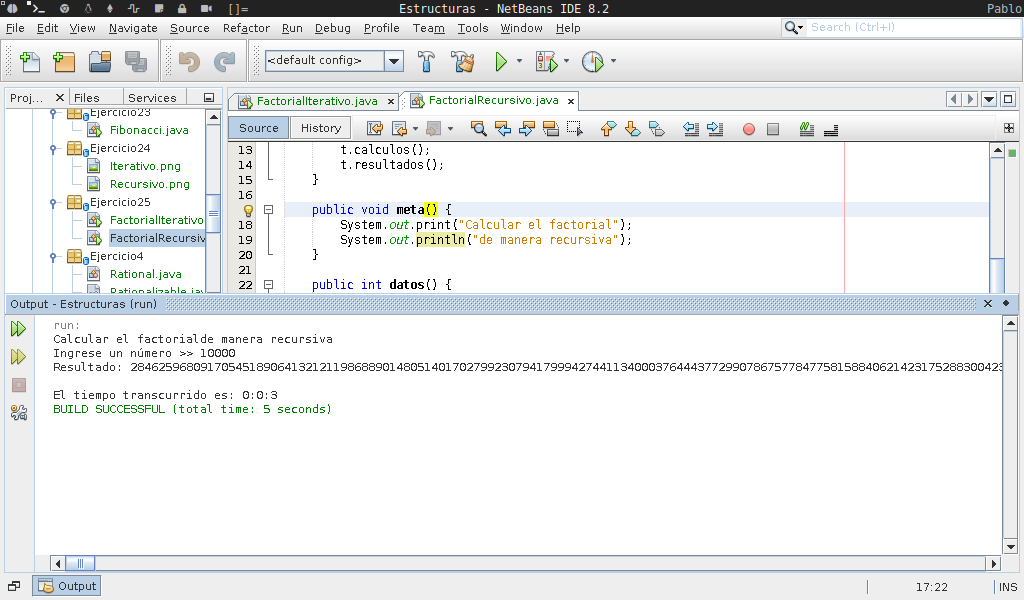 []=
Estructuras - NetBeans IDE 8.2
Pablo
File Edit View Navigate Source Refactor Run Debug Profile Team Tools Window Help
Search (Ctrl+I)
<default config>
Proj... Files Services
FactorialIterativo.java FactorialRecursivo.java
Source History
Ejercicio23
Fibonacci.java
Ejercicio24
Iterativo.png
Recursivo.png
Ejercicio25
FactorialIterativo
FactorialRecursiv
Ejercicio4
Rational.java
Rationalizable.jav
13 t.calculos();
14 t.resultados();
15 }
16
public void meta() {
18 System.out.print("Calcular el factorial");
19 System.out.println("de manera recursiva");
20 }
21
22 public int datos() {
Output - Estructuras (run)
run:
Calcular el factorialde manera recursiva
Ingrese un número >> 10000
Resultado: 2846259680917054518906413212119868890148051401702799230794179994274411340003764443772990786757784775815884062142317528830042
El tiempo transcurrido es: 0:0:3
BUILD SUCCESSFUL (total time: 5 seconds)
Output
17:22 INS